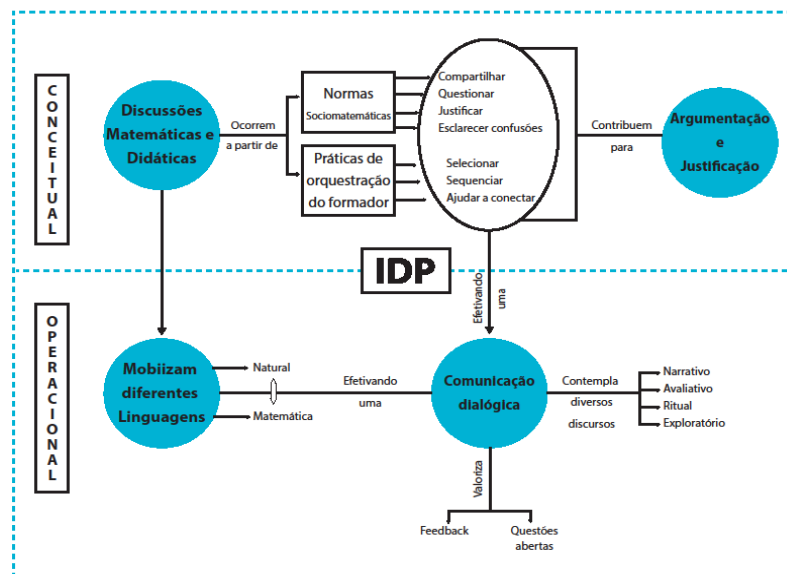 CONCEITUAL
Discussões
Matemáticas e
Didáticas
Ocorrem
a partir de
Normas
Sociomatemáticas
Práticas de
orquestração
do formador
Compartilhar
Questionar
Justificar
Esclarecer confusões
Selecionar
Sequenciar
Ajudar a conectar
Contribuem
para
Argumentação
e
Justificação
IDP
Efetivando
uma
OPERACIONAL
Mobiizam
diferentes
Linguagens
Natural
Matemática
Efetivando
uma
Comunicação
dialógica
Contempla
diversos
discursos
Narrativo
Avaliativo
Ritual
Exploratório
Valoriza
Feedback
Questões
abertas